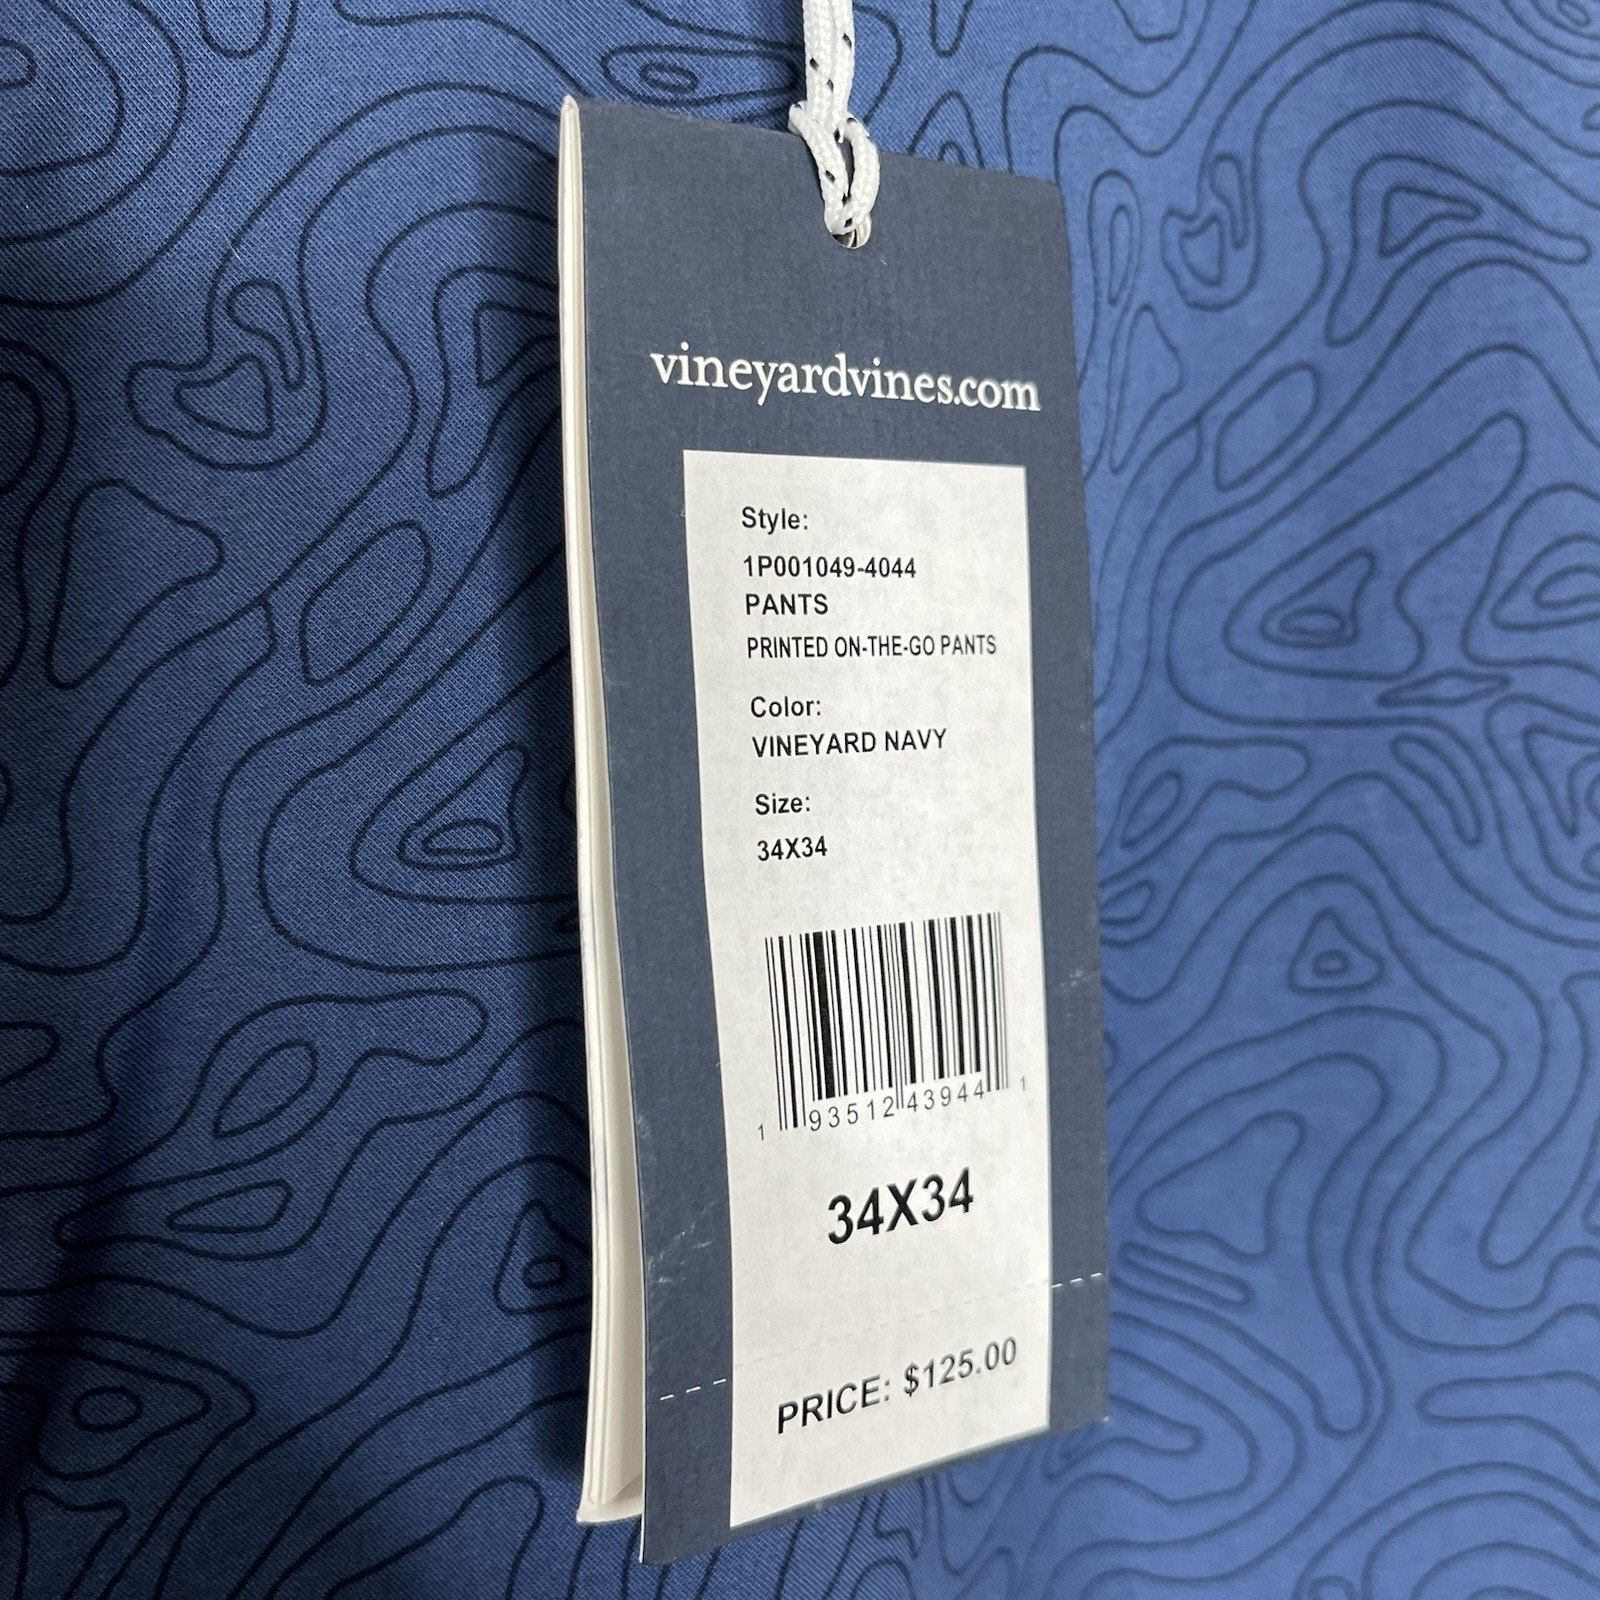 vineyardvines.com
Style:
1P001049-4044
PANTS
PRINTED ON-THE-GO PANTS
Color:
VINEYARD NAVY
Size:
34X34
1 93512 43944 1
34X34
PRICE: $125.00